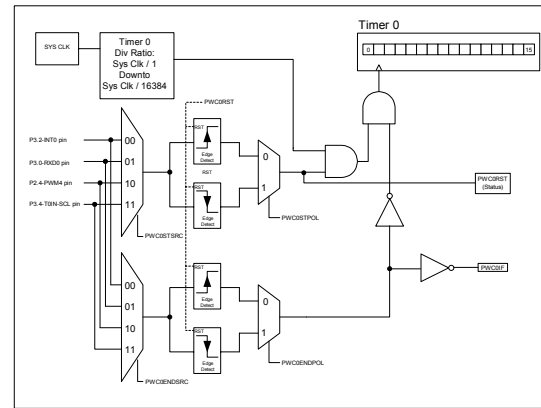 Timer 0
0
15
SYS CLK
Timer 0
Div Ratio:
Sys Clk / 1
Downto
Sys Clk / 16384
PWC0RST
P3.2-INT0 pin
P3.0-RXD0 pin
P2.4-PWM4 pin
P3.4-T0IN-SCL pin
00
01
10
11
RST
Edge
Detect
RST
RST
Edge
Detect
0
1
PWC0RST
(Status)
PWC0STPOL
PWC0STSRC
PWC0IF
00
01
10
11
RST
Edge
Detect
RST
Edge
Detect
0
1
PWC0ENDPOL
PWC0ENDSRC